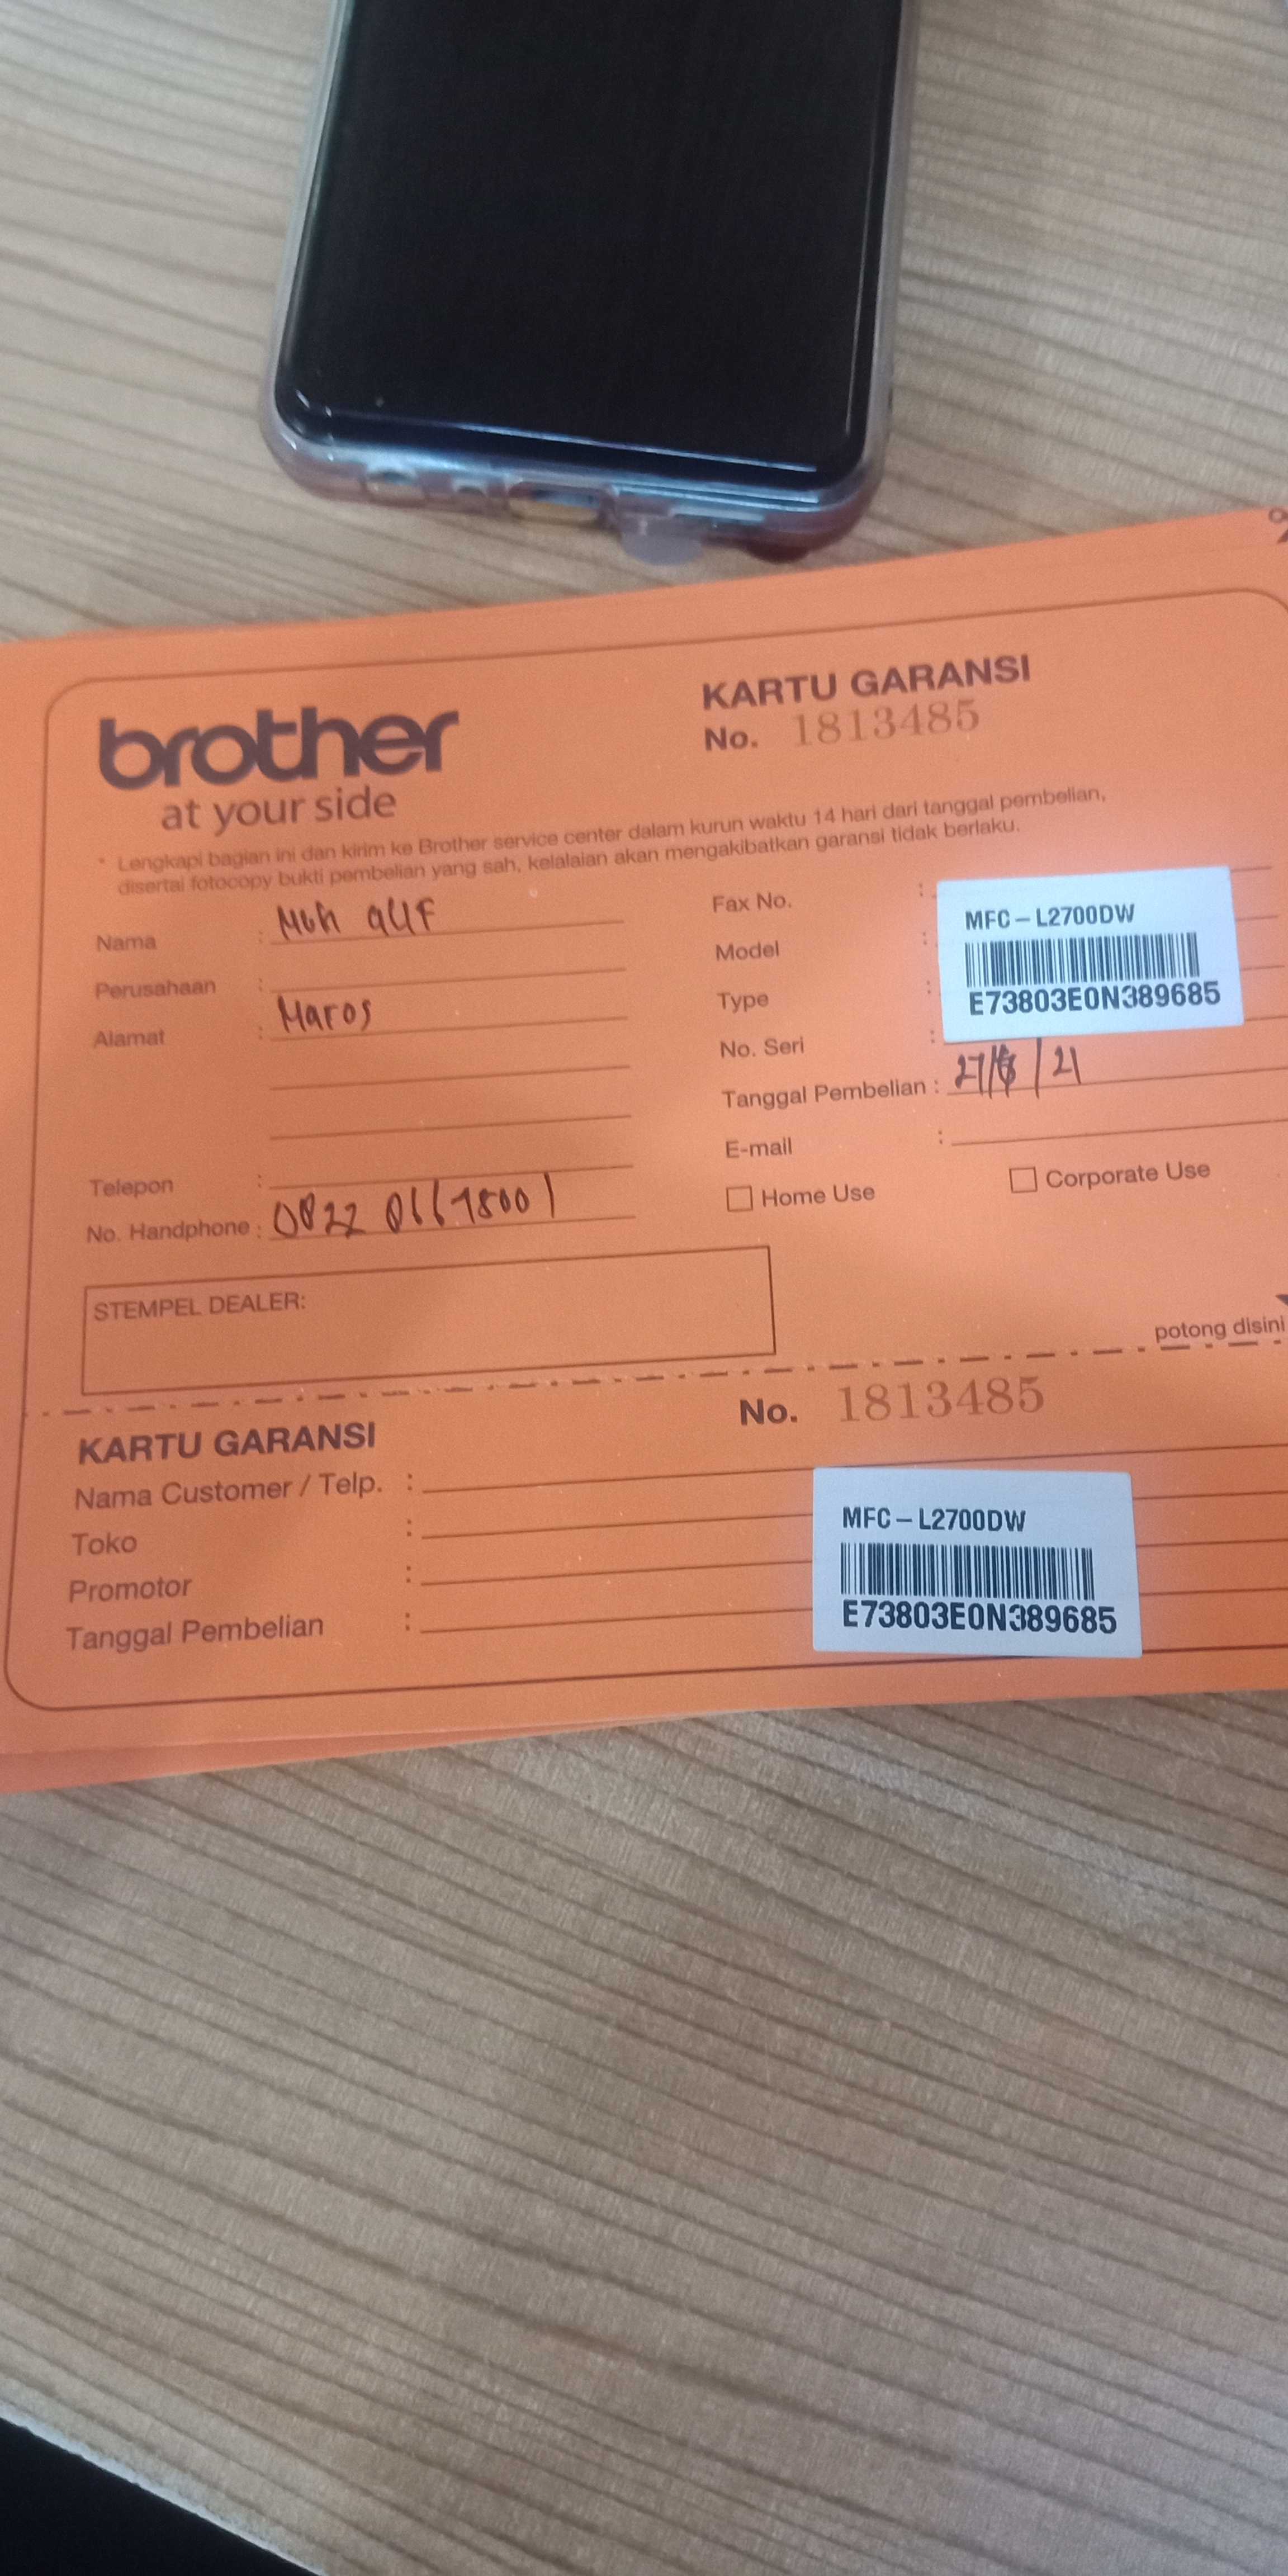 brother
at your side
KARTU GARANSI
No. 1813485
* Lengkapi bagian ini dan kirim ke Brother service center dalam kurun waktu 14 hari dari tanggal pembelian,
disertai fotocopy bukti pembelian yang sah, kelalaian akan mengakibatkan garansi tidak berlaku.
Nama : Moh
Perusahaan :
Alamat : Maros
Telepon :
No. Handphone : 0822
Fax No. :
Model :
Type :
No. Seri :
MFC-L2700DW
E73803E0N389685
Tanggal Pembelian :
E-mail :
Home Use
Corporate Use
STEMPEL DEALER:
potong disini
KARTU GARANSI
No. 1813485
Nama Customer / Telp. :
Toko :
Promotor :
Tanggal Pembelian :
MFC-L2700DW
E73803E0N389685